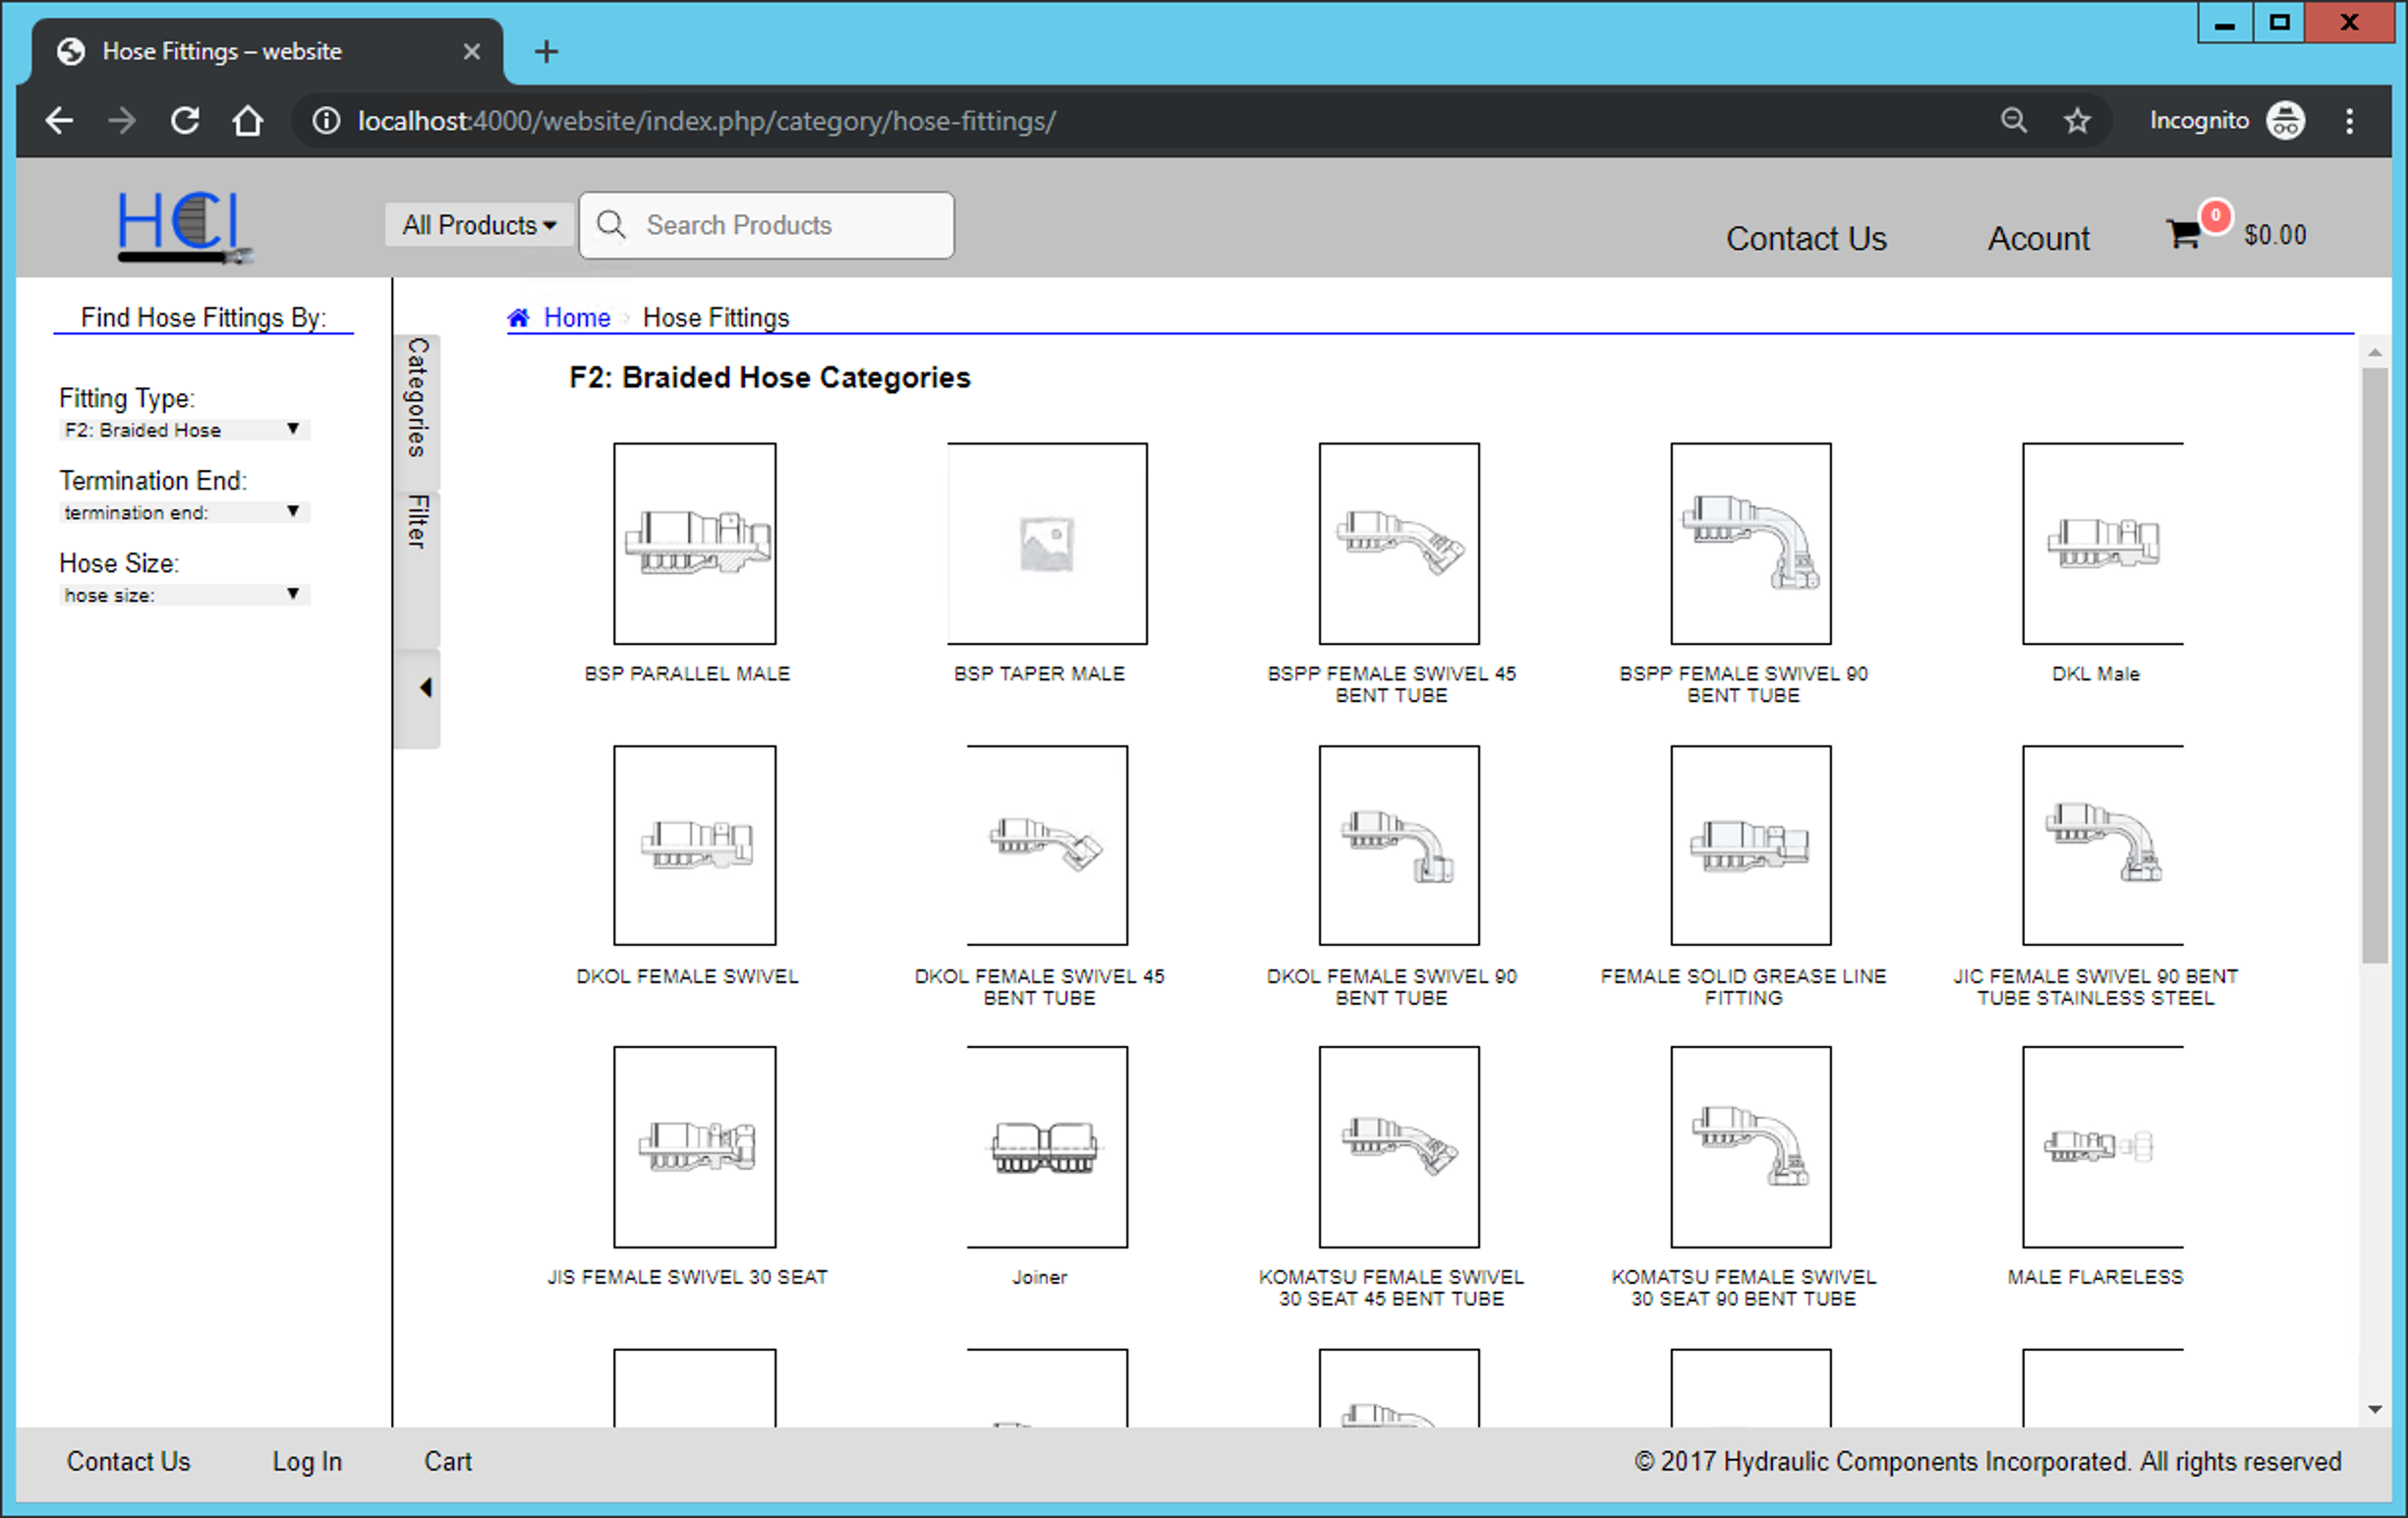 Hose Fittings – website
localhost:4000/website/index.php/category/hose-fittings/
Incognito
HCI
All Products
Search Products
Contact Us
Acount
0
$0.00
Find Hose Fittings By:
Fitting Type:
F2: Braided Hose
Termination End:
termination end:
Hose Size:
hose size:
Categories
Filter
Home
Hose Fittings
F2: Braided Hose Categories
BSP PARALLEL MALE
BSP TAPER MALE
BSPP FEMALE SWIVEL 45
BENT TUBE
BSPP FEMALE SWIVEL 90
BENT TUBE
DKL Male
DKOL FEMALE SWIVEL
DKOL FEMALE SWIVEL 45
BENT TUBE
DKOL FEMALE SWIVEL 90
BENT TUBE
FEMALE SOLID GREASE LINE
FITTING
JIC FEMALE SWIVEL 90 BENT
TUBE STAINLESS STEEL
JIS FEMALE SWIVEL 30 SEAT
Joiner
KOMATSU FEMALE SWIVEL
30 SEAT 45 BENT TUBE
KOMATSU FEMALE SWIVEL
30 SEAT 90 BENT TUBE
MALE FLARELESS
Contact Us
Log In
Cart
© 2017 Hydraulic Components Incorporated. All rights reserved